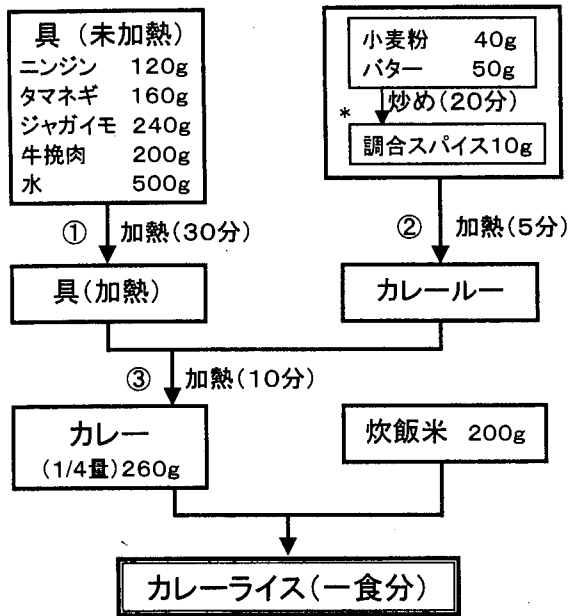 具（未加熱）
ニンジン 120g
タマネギ 160g
ジャガイモ 240g
牛挽肉 200g
水 500g
小麦粉 40g
バター 50g
炒め（20分）
*
調合スパイス10g
① 加熱（30分）
② 加熱（5分）
具（加熱）
カレールー
③ 加熱（10分）
カレー
（1/4量）260g
炊飯米 200g
カレーライス（一食分）